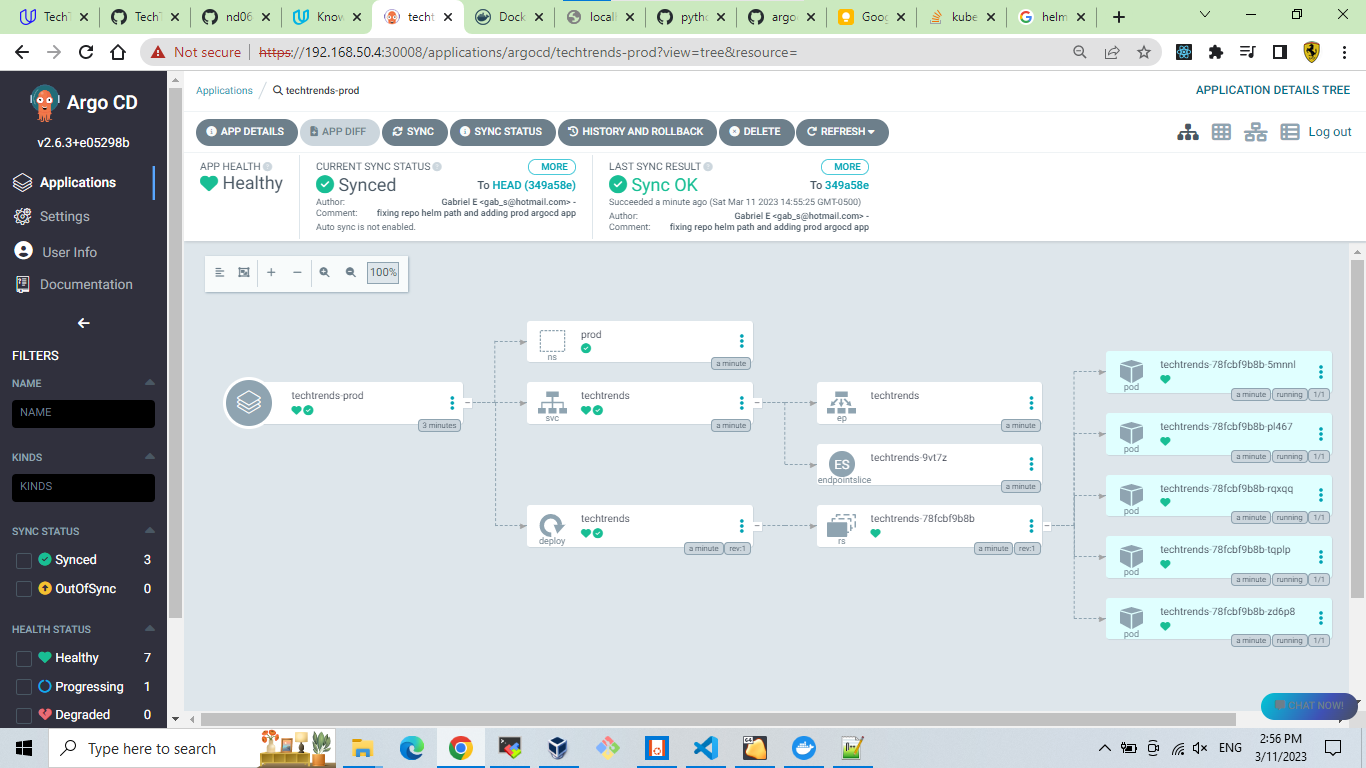 TechT
TechT
nd06
Know
techt
Dock
locall
pytho
argo
Goog
kube
helm
Not secure
https://192.168.50.4:30008/applications/argocd/techtrends-prod?view=tree&resource=
Argo CD
v2.6.3+e05298b
Applications
Settings
User Info
Documentation
FILTERS
NAME
NAME
KINDS
KINDS
SYNC STATUS
Synced 3
OutOfSync 0
HEALTH STATUS
Healthy 7
Progressing 1
Degraded 0
Applications / techtrends-prod
APPLICATION DETAILS TREE
APP DETAILS
APP DIFF
SYNC
SYNC STATUS
HISTORY AND ROLLBACK
DELETE
REFRESH
Log out
APP HEALTH
Healthy
CURRENT SYNC STATUS
MORE
Synced
To HEAD (349a58e)
Author: Gabriel E <gab_s@hotmail.com> -
Comment: fixing repo helm path and adding prod argocd app
Auto sync is not enabled.
LAST SYNC RESULT
MORE
Sync OK
To 349a58e
Succeeded a minute ago (Sat Mar 11 2023 14:55:25 GMT-0500)
Author: Gabriel E <gab_s@hotmail.com> -
Comment: fixing repo helm path and adding prod argocd app
100%
techtrends-prod
3 minutes
prod
ns
a minute
techtrends
svc
a minute
techtrends
deploy
a minute rev:1
techtrends
ep
a minute
ES
techtrends-9vt7z
endpointslice
a minute
techtrends-78fcbf9b8b
rs
a minute rev:1
techtrends-78fcbf9b8b-5mnnl
pod
a minute running 1/1
techtrends-78fcbf9b8b-pl467
pod
a minute running 1/1
techtrends-78fcbf9b8b-rqxqq
pod
a minute running 1/1
techtrends-78fcbf9b8b-tqplp
pod
a minute running 1/1
techtrends-78fcbf9b8b-zd6p8
pod
a minute running 1/1
CHAT NOW!
Type here to search
ENG
2:56 PM
3/11/2023